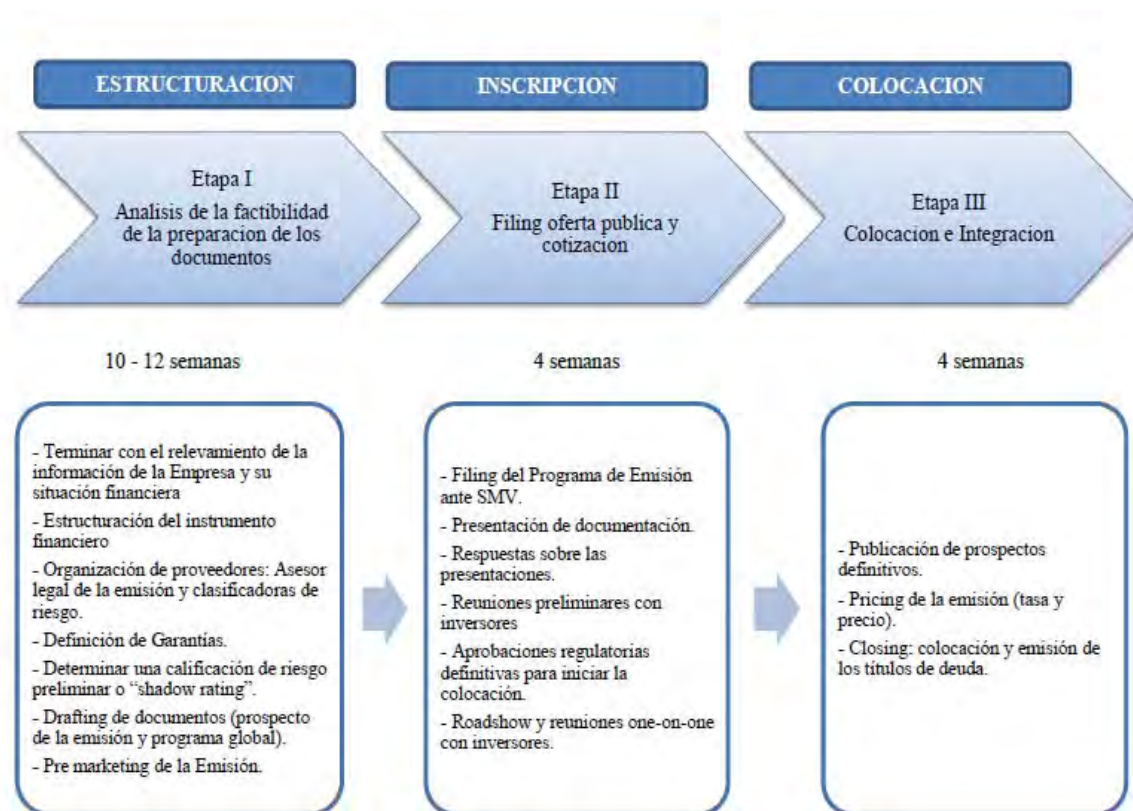 ESTRUCTURACION
INSCRIPCION
COLOCACION
Etapa I
Analisis de la factibilidad
de la preparacion de los
documentos
Etapa II
Filing oferta publica y
cotizacion
Etapa III
Colocacion e Integracion
10 - 12 semanas
4 semanas
4 semanas
- Terminar con el relevamiento de la
información de la Empresa y su
situación financiera
- Estructuración del instrumento
financiero
- Organización de proveedores: Asesor
legal de la emisión y clasificadoras de
riesgo.
- Definición de Garantías.
- Determinar una calificación de riesgo
preliminar o “shadow rating”.
- Drafting de documentos (prospecto
de la emisión y programa global).
- Pre marketing de la Emisión.
- Filing del Programa de Emisión
ante SMV.
- Presentación de documentación.
- Respuestas sobre las
presentaciones.
- Reuniones preliminares con
inversores
- Aprobaciones regulatorias
definitivas para iniciar la
colocación.
- Roadshow y reuniones one-on-one
con inversores.
- Publicación de prospectos
definitivos.
- Pricing de la emisión (tasa y
precio).
- Closing: colocación y emisión de
los títulos de deuda.